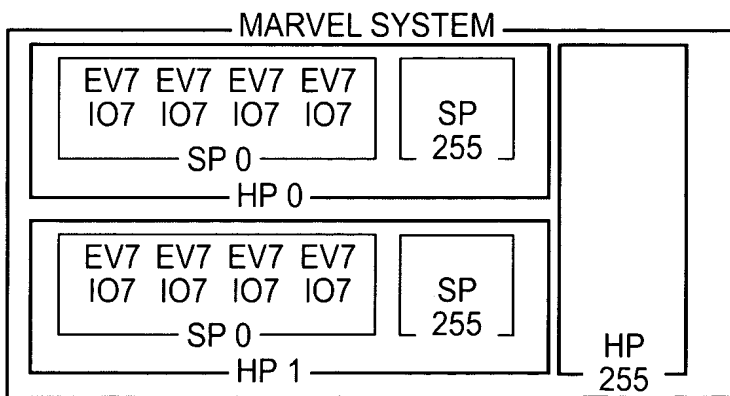 MARVEL SYSTEM
EV7 EV7 EV7 EV7
IO7 IO7 IO7 IO7
SP 0
SP
255
HP 0
EV7 EV7 EV7 EV7
IO7 IO7 IO7 IO7
SP 0
SP
255
HP 1
HP
255